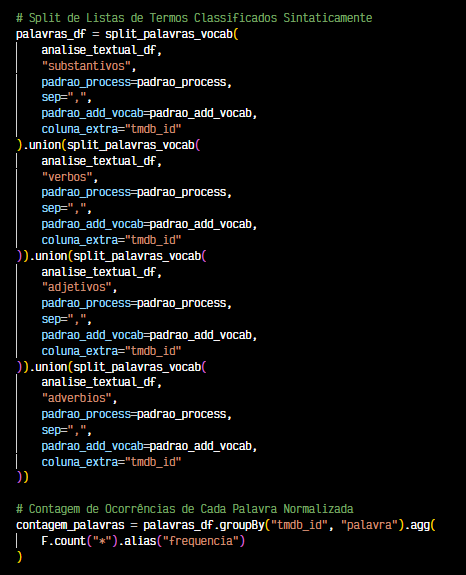 # Split de Listas de Termos Classificados Sintaticamente
palavras_df = split_palavras_vocab(
    analise_textual_df,
    "substantivos",
    padrao_process=padrao_process,
    sep=",",
    padrao_add_vocab=padrao_add_vocab,
    coluna_extra="tmdb_id"
).union(split_palavras_vocab(
    analise_textual_df,
    "verbos",
    padrao_process=padrao_process,
    sep=",",
    padrao_add_vocab=padrao_add_vocab,
    coluna_extra="tmdb_id"
)).union(split_palavras_vocab(
    analise_textual_df,
    "adjetivos",
    padrao_process=padrao_process,
    sep=",",
    padrao_add_vocab=padrao_add_vocab,
    coluna_extra="tmdb_id"
)).union(split_palavras_vocab(
    analise_textual_df,
    "adverbios",
    padrao_process=padrao_process,
    sep=",",
    padrao_add_vocab=padrao_add_vocab,
    coluna_extra="tmdb_id"
))

# Contagem de Ocorrências de Cada Palavra Normalizada
contagem_palavras = palavras_df.groupBy("tmdb_id", "palavra").agg(
    F.count("*").alias("frequencia")
)